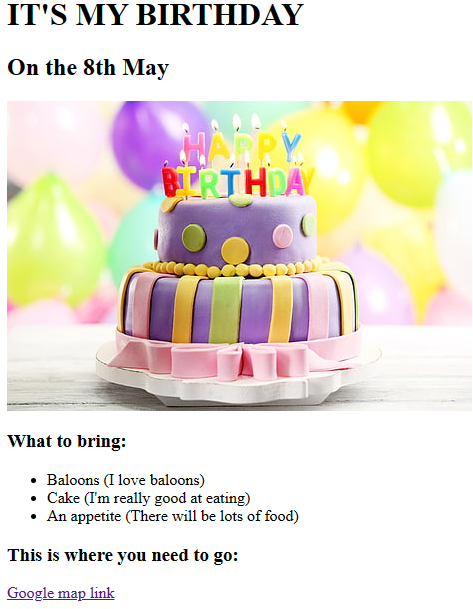 IT'S MY BIRTHDAY
On the 8th May
HAPPY
BIRTHDAY
What to bring:
Baloons (I love baloons)
Cake (I'm really good at eating)
An appetite (There will be lots of food)
This is where you need to go:
Google map link